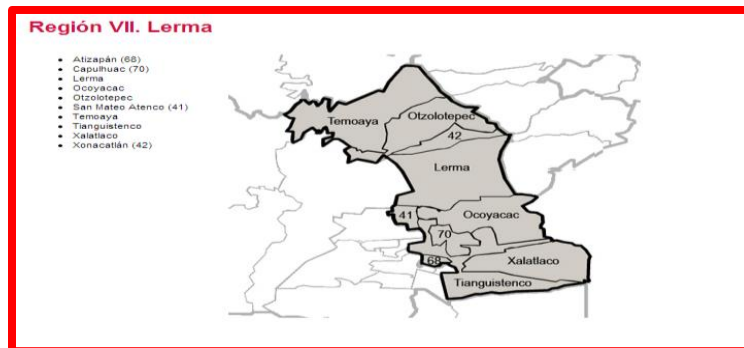 Región VII. Lerma
Atizapán (68)
Capulhuac (70)
Lerma
Ocoyacac
Otzolotepec
San Mateo Atenco (41)
Temoaya
Tianguistenco
Xalatlaco
Xonacatlán (42)
Temoaya
Otzolotepec
42
Lerma
41
Ocoyacac
70
68
Xalatlaco
Tianguistenco